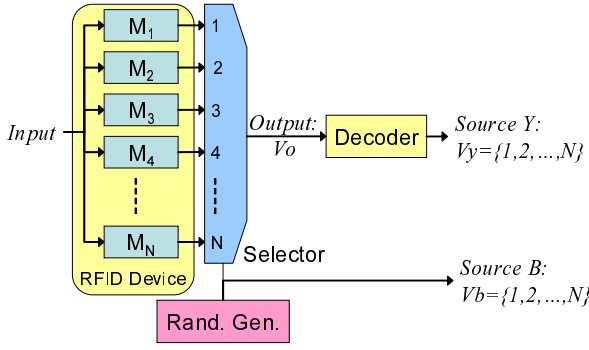 Input
M1
M2
M3
M4
MN
RFID Device
1
2
3
4
N
Selector
Rand. Gen.
Output:
Vo
Decoder
Source Y:
Vy={1,2,...,N}
Source B:
Vb={1,2,...,N}